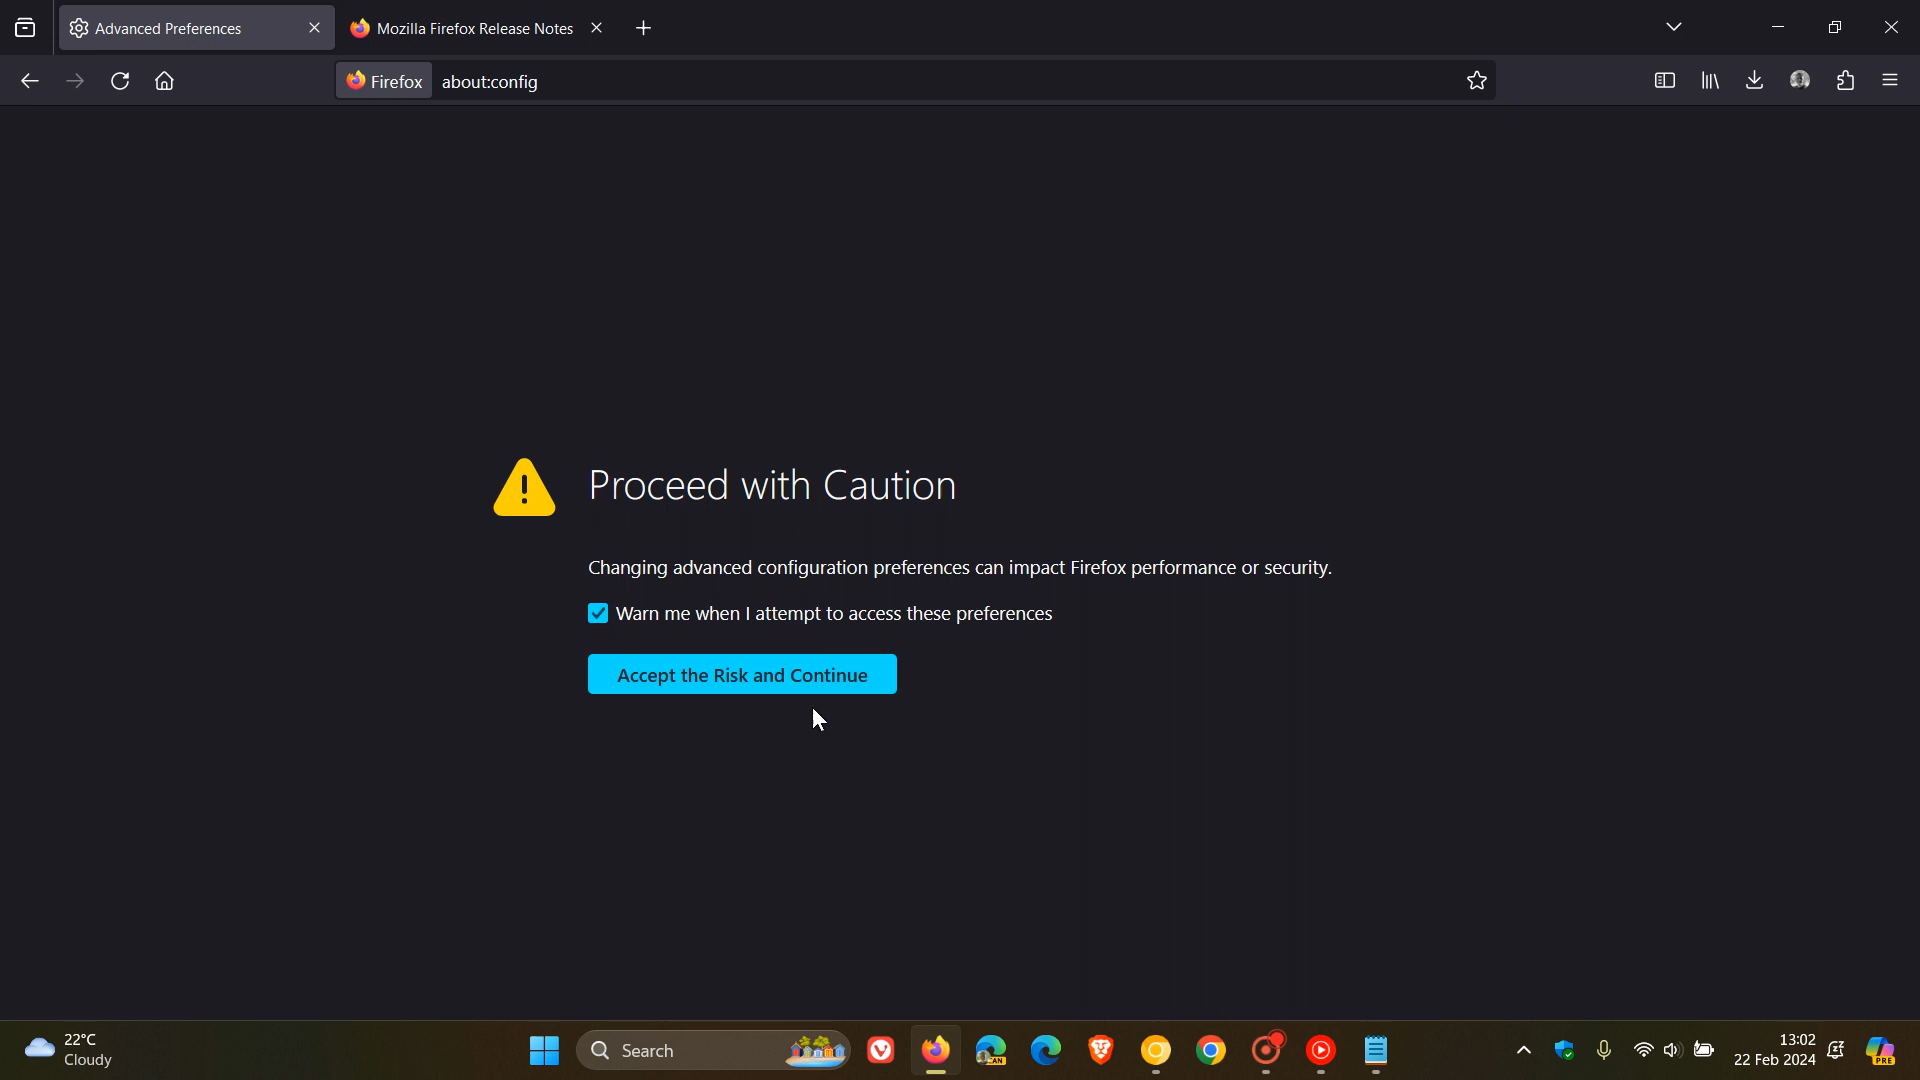 Advanced Preferences
Mozilla Firefox Release Notes
Firefox
about:config
Proceed with Caution
Changing advanced configuration preferences can impact Firefox performance or security.
Warn me when I attempt to access these preferences
Accept the Risk and Continue
22°C
Cloudy
Search
CAN
13:02
22 Feb 2024
PRE